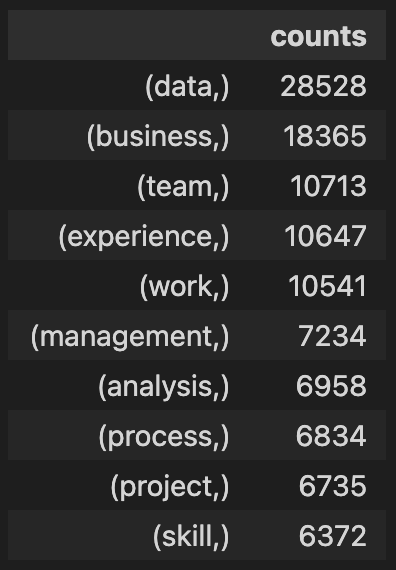 counts
(data,) 28528
(business,) 18365
(team,) 10713
(experience,) 10647
(work,) 10541
(management,) 7234
(analysis,) 6958
(process,) 6834
(project,) 6735
(skill,) 6372